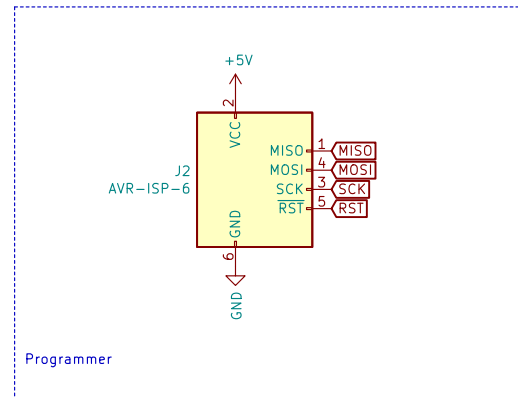 +5V
2
VCC
J2
AVR-ISP-6
MISO 1 MISO
MOSI 4 MOSI
SCK 3 SCK
RST 5 RST
GND
6
GND
Programmer